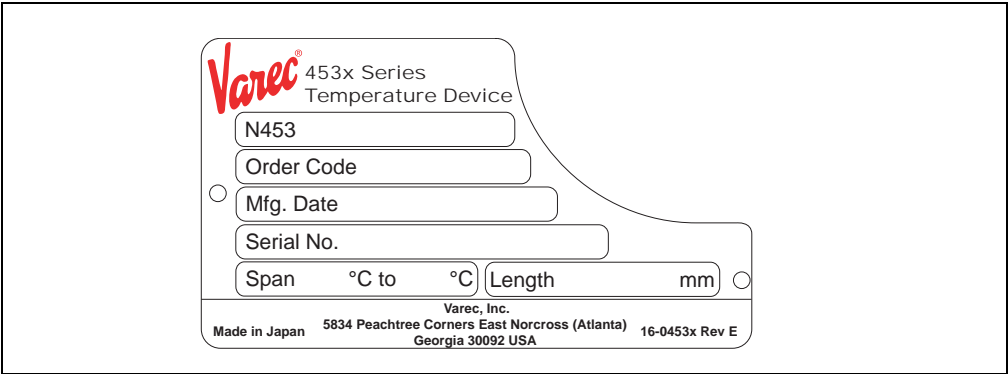 Varec®
453x Series
Temperature Device
N453
Order Code
Mfg. Date
Serial No.
Span °C to °C Length mm
Varec, Inc.
Made in Japan 5834 Peachtree Corners East Norcross (Atlanta) 16-0453x Rev E
Georgia 30092 USA